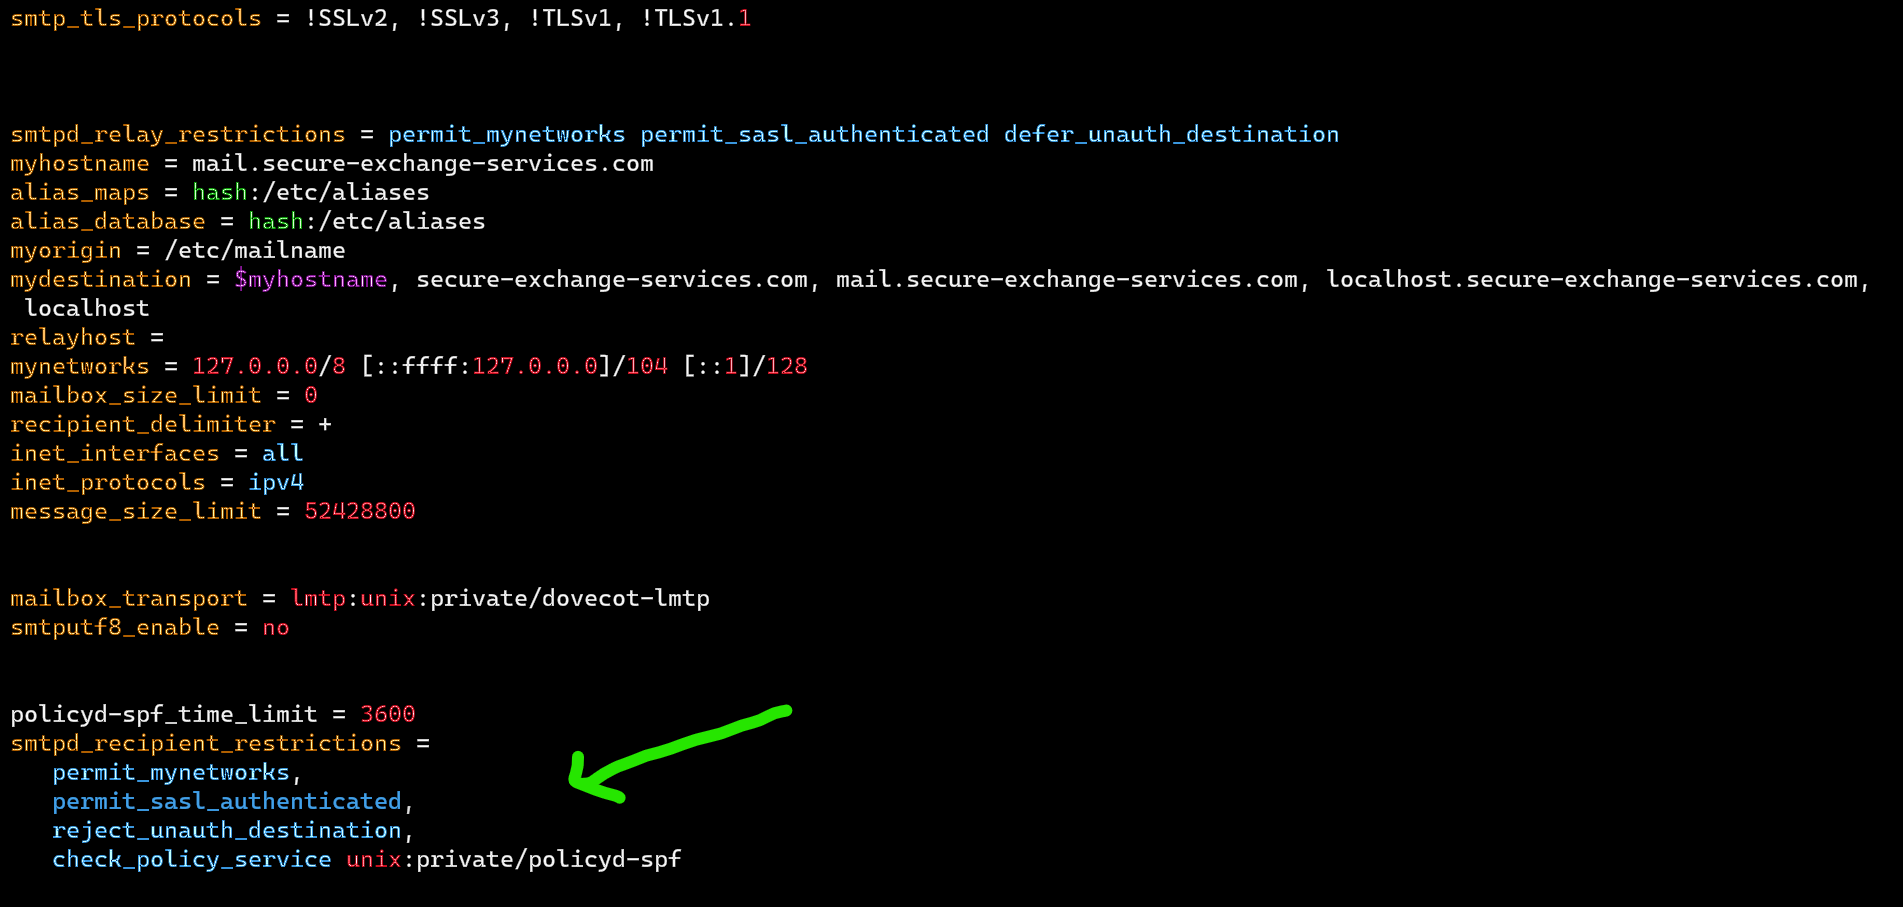 smtp_tls_protocols = !SSLv2, !SSLv3, !TLSv1, !TLSv1.1
smtpd_relay_restrictions = permit_mynetworks permit_sasl_authenticated defer_unauth_destination
myhostname = mail.secure-exchange-services.com
alias_maps = hash:/etc/aliases
alias_database = hash:/etc/aliases
myorigin = /etc/mailname
mydestination = $myhostname, secure-exchange-services.com, mail.secure-exchange-services.com, localhost.secure-exchange-services.com,
 localhost
relayhost =
mynetworks = 127.0.0.0/8 [::ffff:127.0.0.0]/104 [::1]/128
mailbox_size_limit = 0
recipient_delimiter = +
inet_interfaces = all
inet_protocols = ipv4
message_size_limit = 52428800
mailbox_transport = lmtp:unix:private/dovecot-lmtp
smtputf8_enable = no
policyd-spf_time_limit = 3600
smtpd_recipient_restrictions =
   permit_mynetworks,
   permit_sasl_authenticated,
   reject_unauth_destination,
   check_policy_service unix:private/policyd-spf